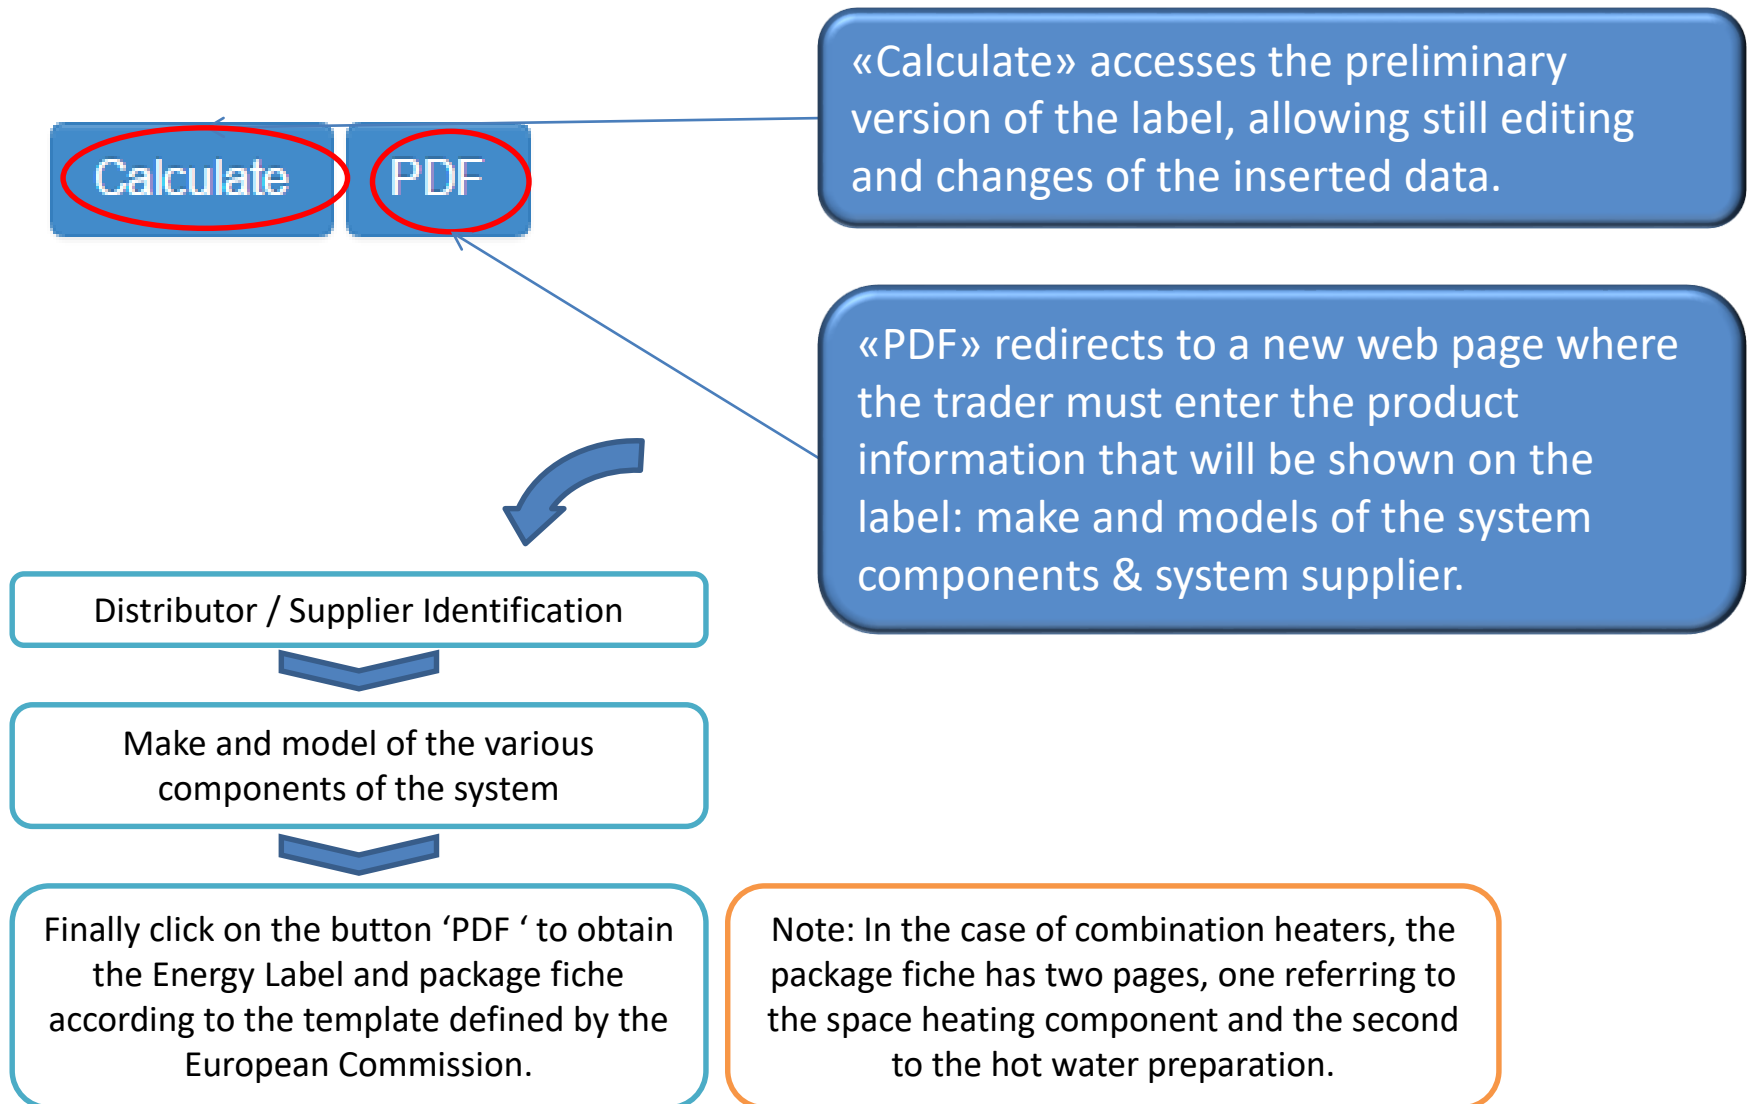 Calculate
PDF
«Calculate» accesses the preliminary
version of the label, allowing still editing
and changes of the inserted data.
«PDF» redirects to a new web page where
the trader must enter the product
information that will be shown on the
label: make and models of the system
components & system supplier.
Distributor / Supplier Identification
Make and model of the various
components of the system
Finally click on the button ‘PDF ‘ to obtain
the Energy Label and package fiche
according to the template defined by the
European Commission.
Note: In the case of combination heaters, the
package fiche has two pages, one referring to
the space heating component and the second
to the hot water preparation.